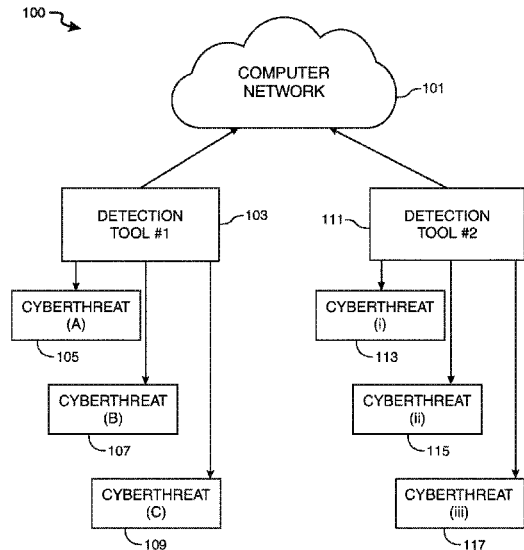 100
COMPUTER
NETWORK
101
DETECTION
TOOL #1
103
111
DETECTION
TOOL #2
CYBERTHREAT
(A)
105
CYBERTHREAT
(i)
113
CYBERTHREAT
(B)
107
CYBERTHREAT
(ii)
115
CYBERTHREAT
(C)
109
CYBERTHREAT
(iii)
117